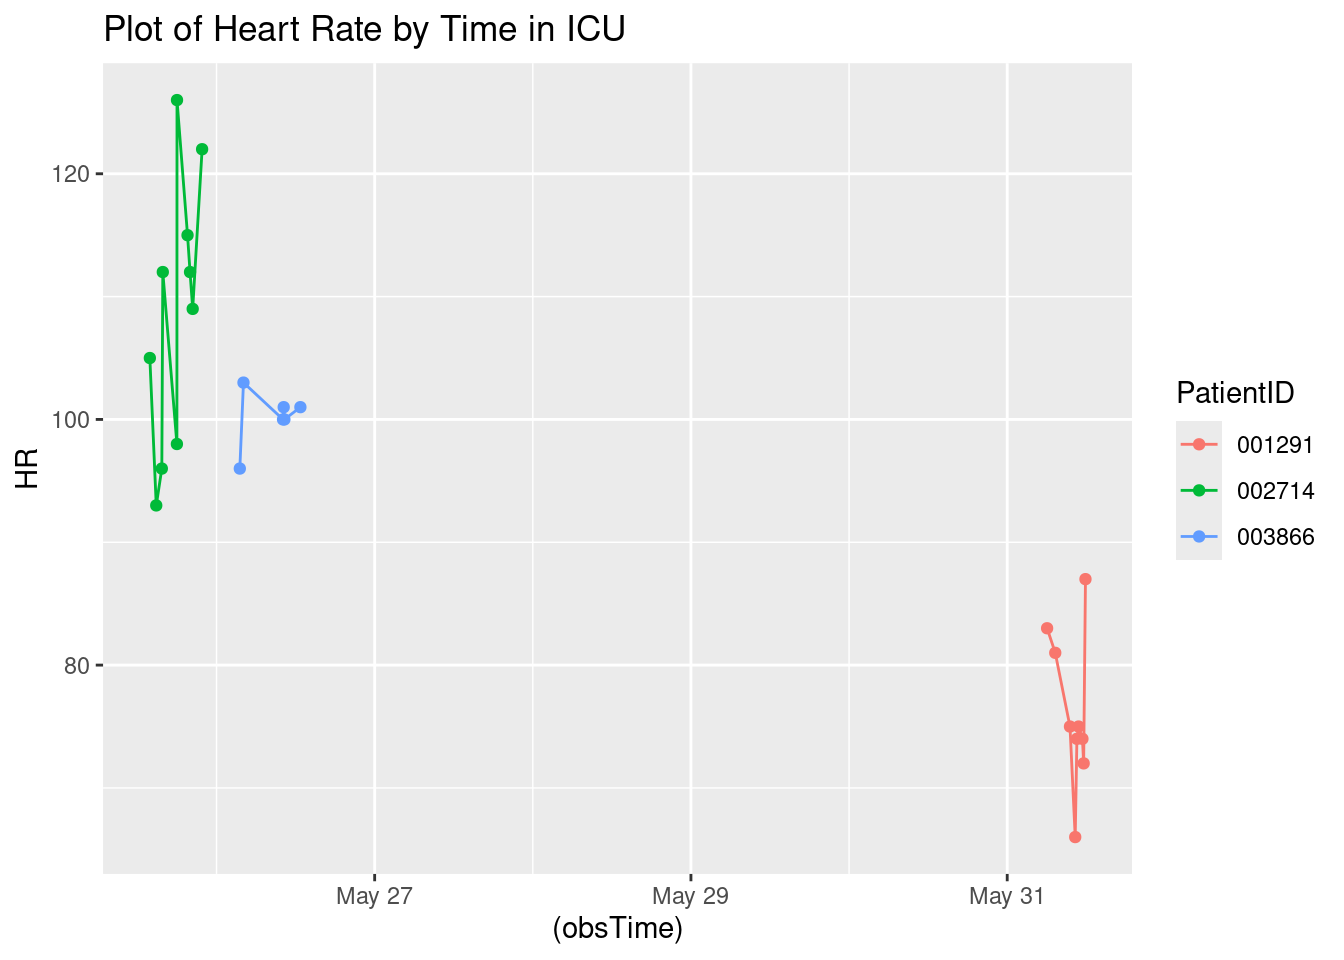 Plot of Heart Rate by Time in ICU
120
100
80
HR
May 27
May 29
May 31
(obsTime)
PatientID
001291
002714
003866